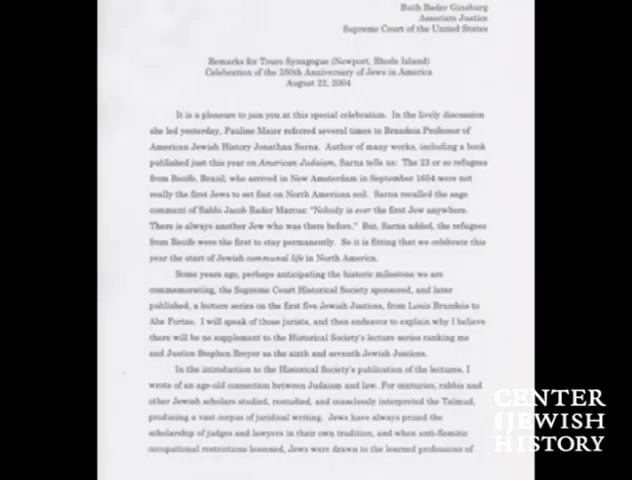 Ruth Bader Ginsburg
Associate Justice
Supreme Court of the United States
Remarks for Touro Synagogue (Newport, Rhode Island)
Celebration of the 350th Anniversary of Jews in America
August 22, 2004
It is a pleasure to join you at this special celebration. In the lively discussion
she led yesterday, Pauline Maier referred several times to Brandeis Professor of
American Jewish History Jonathan Sarna. Author of many works, including a book
published just this year on American Judaism, Sarna tells us: The 23 or so refugees
from Recife, Brazil, who arrived in New Amsterdam in September 1654 were not
really the first Jews to set foot on North American soil. Sarna recalled the sage
comment of Rabbi Jacob Rader Marcus: "Nobody is ever the first Jew anywhere.
There is always another Jew who was there before." But, Sarna added, the refugees
from Recife were the first to stay permanently. So it is fitting that we celebrate this
year the start of Jewish communal life in North America.
Some years ago, perhaps anticipating the historic milestone we are
commemorating, the Supreme Court Historical Society sponsored, and later
published, a lecture series on the first five Jewish Justices, from Louis Brandeis to
Abe Fortas. I will speak of those jurists, and then endeavor to explain why I believe
there will be no supplement to the Historical Society's lecture series ranking me
and Justice Stephen Breyer as the sixth and seventh Jewish Justices.
In the introduction to the Historical Society's publication of the lectures, I
wrote of an age-old connection between Judaism and law. For centuries, rabbis and
other Jewish scholars studied, restudied, and ceaselessly interpreted the Talmud,
producing a vast corpus of juridical writing. Jews have always prized the
scholarship of judges and lawyers in their own tradition, and when anti-Semitic
occupational restrictions lessened, Jews were drawn to the learned professions of
CENTER
FOR JEWISH
HISTORY